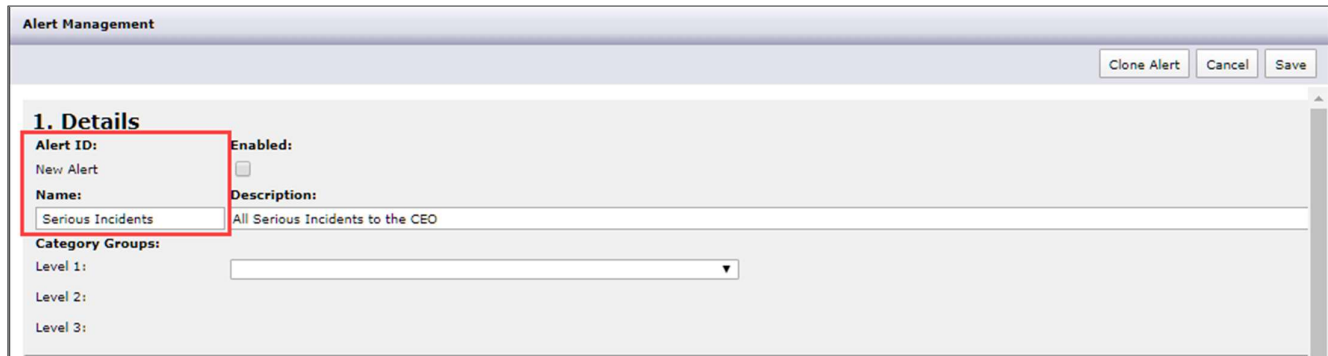 Alert Management
Clone Alert Cancel Save
1. Details
Alert ID: Enabled:
New Alert
Name: Description:
Serious Incidents All Serious Incidents to the CEO
Category Groups:
Level 1:
Level 2:
Level 3: